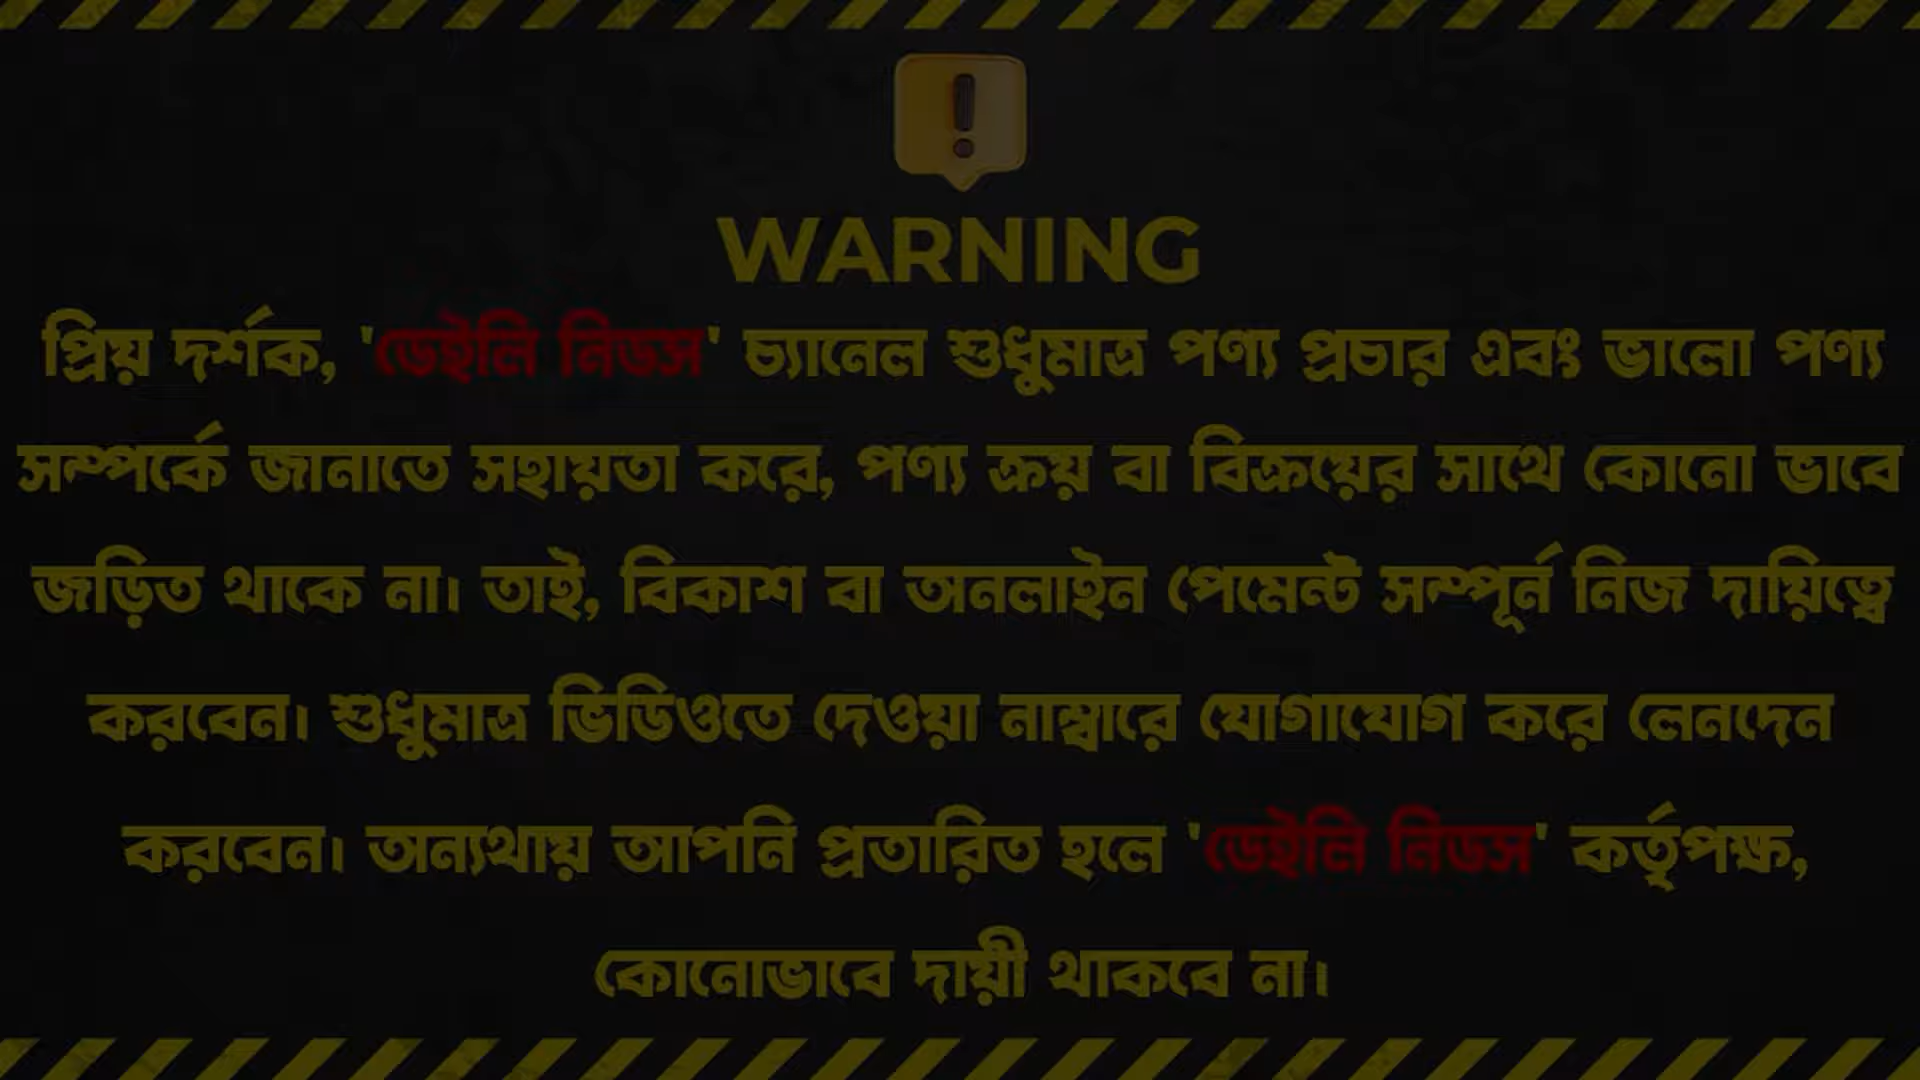 WARNING
প্রিয় দর্শক, 'ডেইলি নিডস' চ্যানেল শুধুমাত্র পণ্য প্রচার এবং ভালো পণ্য
সম্পর্কে জানাতে সহায়তা করে, পণ্য ক্রয় বা বিক্রয়ের সাথে কোনো ভাবে
জড়িত থাকে না। তাই, বিকাশ বা অনলাইন পেমেন্ট সম্পূর্ন নিজ দায়িত্বে
করবেন। শুধুমাত্র ভিডিওতে দেওয়া নাম্বারে যোগাযোগ করে লেনদেন
করবেন। অন্যথায় আপনি প্রতারিত হলে 'ডেইলি নিডস' কর্তৃপক্ষ,
কোনোভাবে দায়ী থাকবে না।